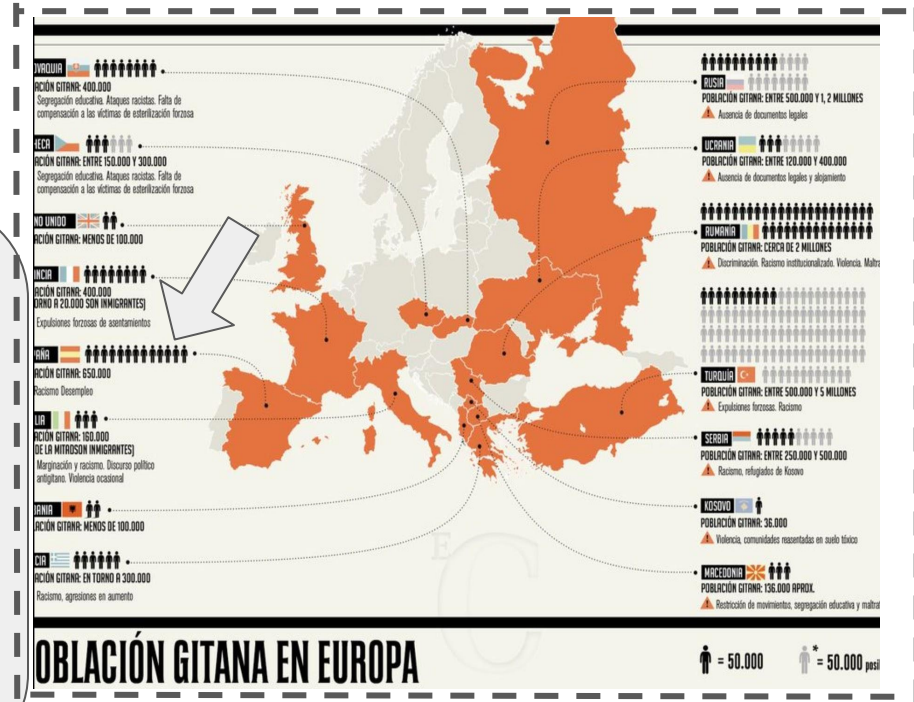 OVAQUIA
ACIÓN GITANA: 400.000
Segregación educativa. Ataques racistas. Falta de
compensación a las víctimas de esterilización forzosa
HECA
ACIÓN GITANA: ENTRE 150.000 Y 300.000
Segregación educativa. Ataques racistas. Falta de
compensación a las víctimas de esterilización forzosa
NO UNIDO
ACIÓN GITANA: MENOS DE 100.000
NCIA
ACIÓN GITANA: 400.000
ORNO A 20.000 SON INMIGRANTES)
Expulsiones forzosas de asentamientos
AÑA
ACIÓN GITANA: 650.000
Racismo Desempleo
LIA
ACIÓN GITANA: 160.000
DE LA MITADSON INMIGRANTES)
Marginación y racismo. Discurso político
antigitano. Violencia ocasional
BANIA
LACIÓN GITANA: MENOS DE 100.000
CIA
ACIÓN GITANA: EN TORNO A 300.000
Racismo, agresiones en aumento
RUSIA
POBLACIÓN GITANA: ENTRE 500.000 Y 1, 2 MILLONES
Ausencia de documentos legales
UCRANIA
POBLACIÓN GITANA: ENTRE 120.000 Y 400.000
Ausencia de documentos legales y alojamiento
RUMANÍA
POBLACIÓN GITANA: CERCA DE 2 MILLONES
Discriminación. Racismo institucionalizado. Violencia. Maltra
TURQUÍA
POBLACIÓN GITANA: ENTRE 500.000 Y 5 MILLONES
Expulsiones forzosas. Racismo
SERBIA
POBLACIÓN GITANA: ENTRE 250.000 Y 500.000
Racismo, refugiados de Kosovo
KOSOVO
POBLACIÓN GITANA: 36.000
Violencia, comunidades reasentadas en suelo tóxico
MACEDONIA
POBLACIÓN GITANA: 136.000 APROX.
Restricción de movimientos, segregación educativa y maltrat
E
C
OBLACIÓN GITANA EN EUROPA
= 50.000
* = 50.000 posil